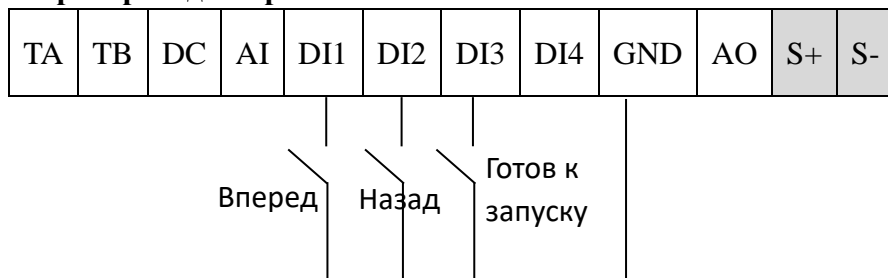 TA TB DC AI DI1 DI2 DI3 DI4 GND AO S+ S-
Вперед Назад Готов к
запуску